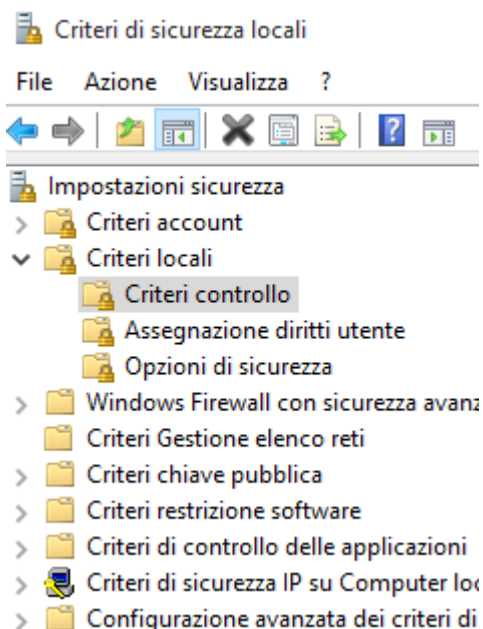 Criteri di sicurezza locali
File Azione Visualizza ?
Impostazioni sicurezza
Criteri account
Criteri locali
Criteri controllo
Assegnazione diritti utente
Opzioni di sicurezza
Windows Firewall con sicurezza avanz
Criteri Gestione elenco reti
Criteri chiave pubblica
Criteri restrizione software
Criteri di controllo delle applicazioni
Criteri di sicurezza IP su Computer loc
Configurazione avanzata dei criteri di